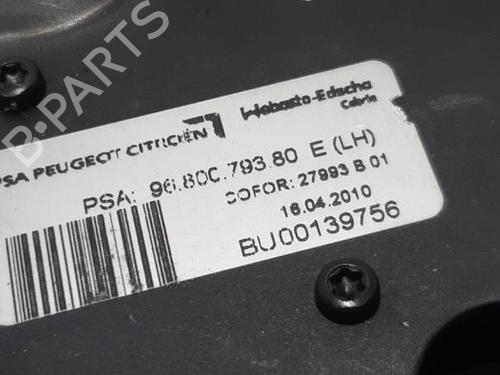 B-PARTS
PSA PEUGEOT CITROËN
Webasto-Edscha
Cabrio
PSA: 96.800.793.80 E (LH)
COFOR: 27993 B 01
16.04.2010
BU00139756